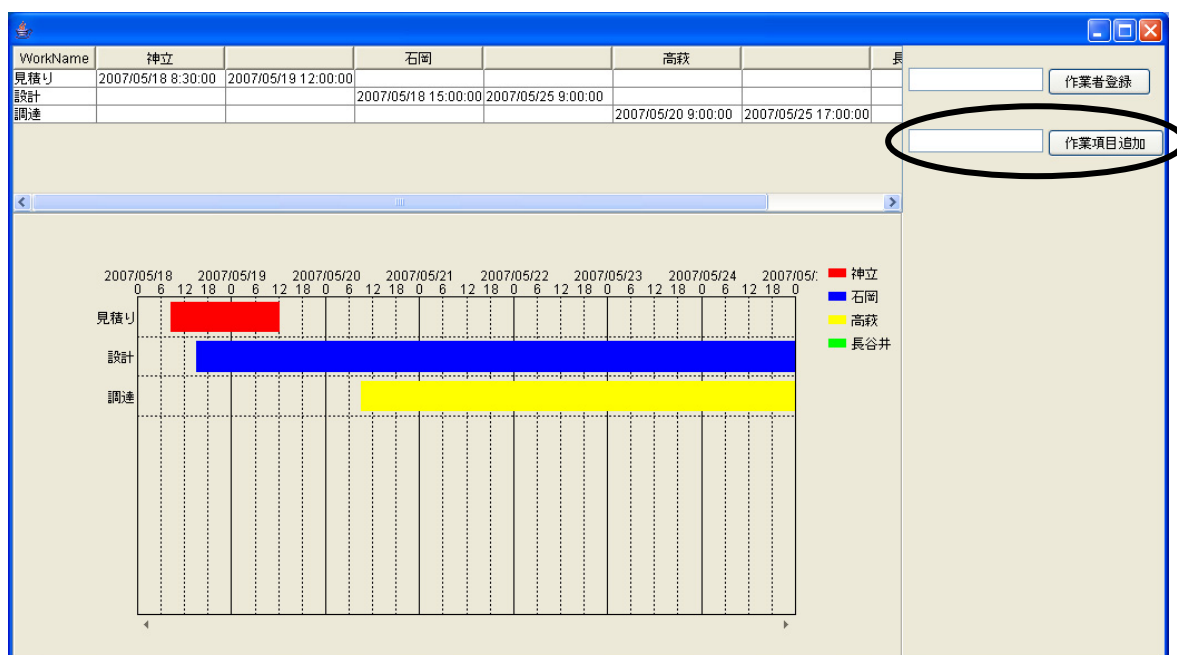 WorkName 神立 石岡 高萩
見積り 2007/05/18 8:30:00 2007/05/19 12:00:00
設計 2007/05/18 15:00:00 2007/05/25 9:00:00
調達 2007/05/20 9:00:00 2007/05/25 17:00:00
作業者登録
作業項目追加
2007/05/18 2007/05/19 2007/05/20 2007/05/21 2007/05/22 2007/05/23 2007/05/24 2007/05/
0 6 12 18 0 6 12 18 0 6 12 18 0 6 12 18 0 6 12 18 0 6 12 18 0 6 12 18 0
見積り
設計
調達
神立
石岡
高萩
長谷井